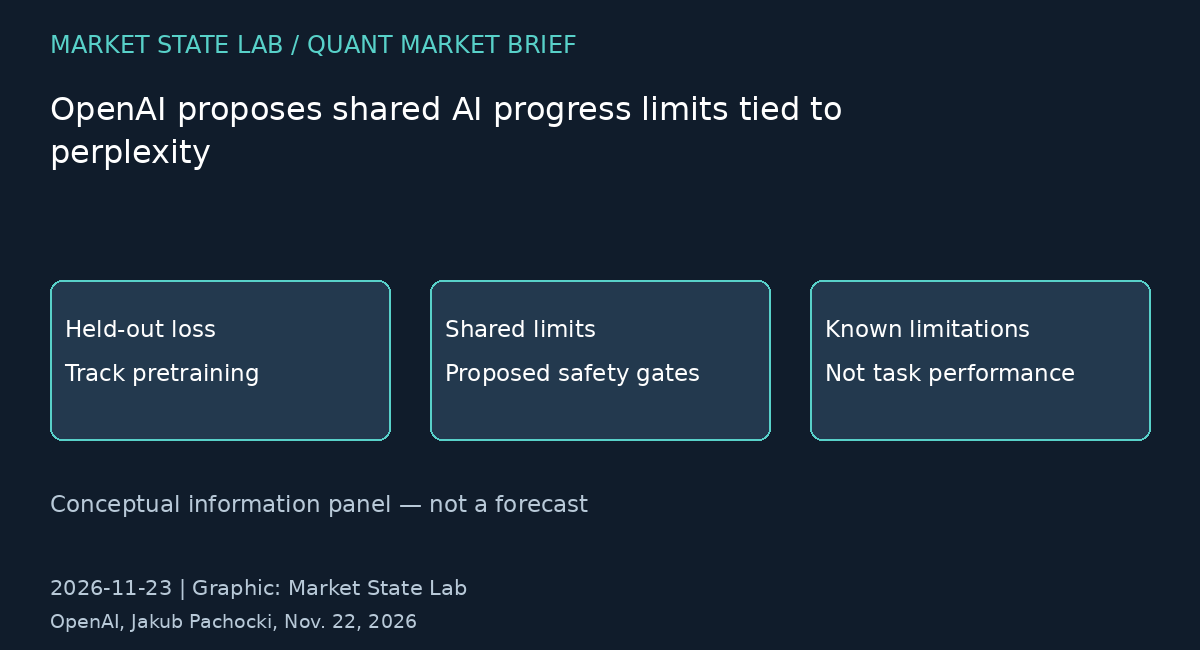 MARKET STATE LAB / QUANT MARKET BRIEF
OpenAI proposes shared AI progress limits tied to
perplexity
Held-out loss
Track pretraining
Shared limits
Proposed safety gates
Known limitations
Not task performance
Conceptual information panel — not a forecast
2026-11-23 | Graphic: Market State Lab
OpenAI, Jakub Pachocki, Nov. 22, 2026